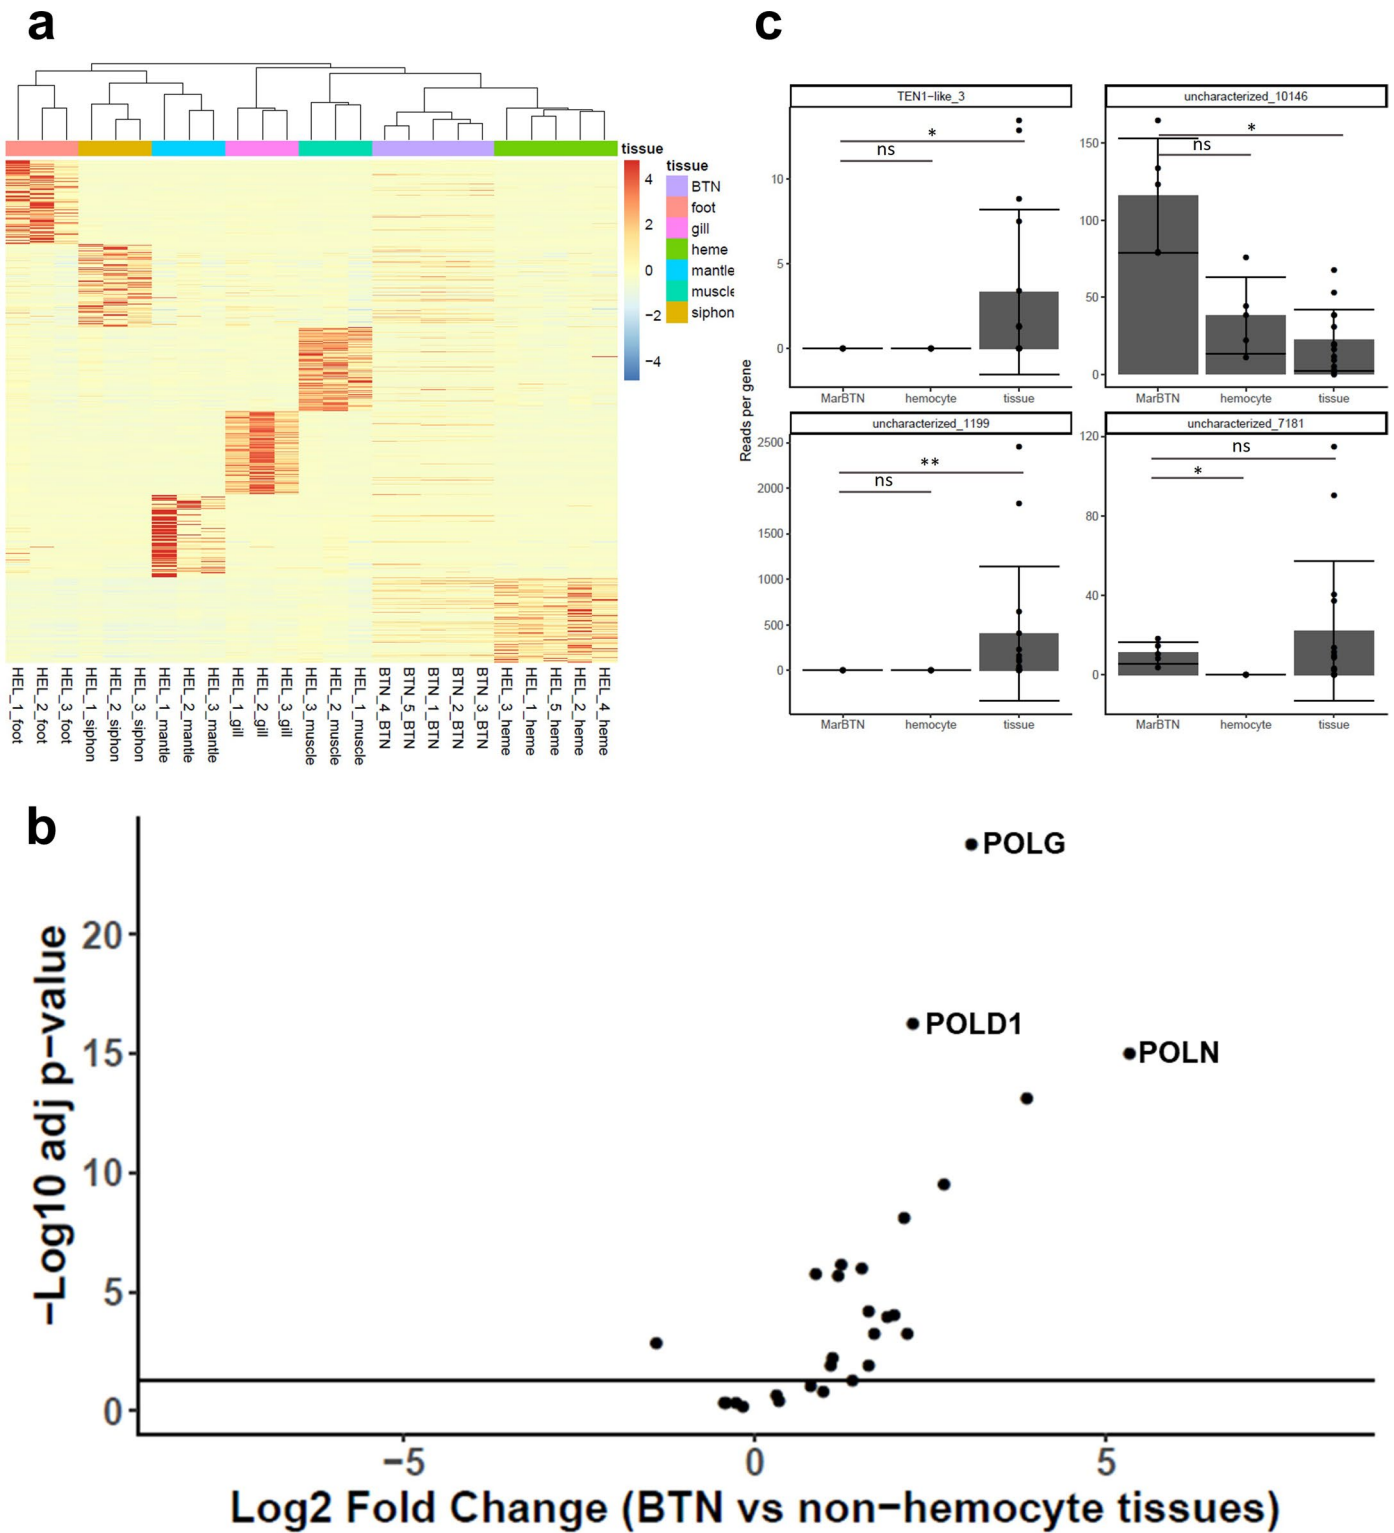 a
tissue
4
2
0
−2
−4
tissue
BTN
foot
gill
heme
mantle
muscle
siphon
HEL_1_foot
HEL_2_foot
HEL_3_foot
HEL_1_siphon
HEL_2_siphon
HEL_3_siphon
HEL_1_mantle
HEL_2_mantle
HEL_3_mantle
HEL_1_gill
HEL_2_gill
HEL_3_gill
HEL_3_muscle
HEL_2_muscle
HEL_1_muscle
BTN_4_BTN
BTN_5_BTN
BTN_1_BTN
BTN_2_BTN
BTN_3_BTN
HEL_3_heme
HEL_1_heme
HEL_5_heme
HEL_2_heme
HEL_4_heme
c
Reads per gene
TEN1−like_3
*
ns
10
5
0
MarBTN hemocyte tissue
uncharacterized_10146
*
ns
150
100
50
0
MarBTN hemocyte tissue
uncharacterized_1199
**
ns
2500
2000
1500
1000
500
0
MarBTN hemocyte tissue
uncharacterized_7181
ns
*
120
80
40
0
MarBTN hemocyte tissue
b
−Log10 adj p−value
20
15
10
5
0
POLG
POLD1
POLN
−5 0 5
Log2 Fold Change (BTN vs non−hemocyte tissues)